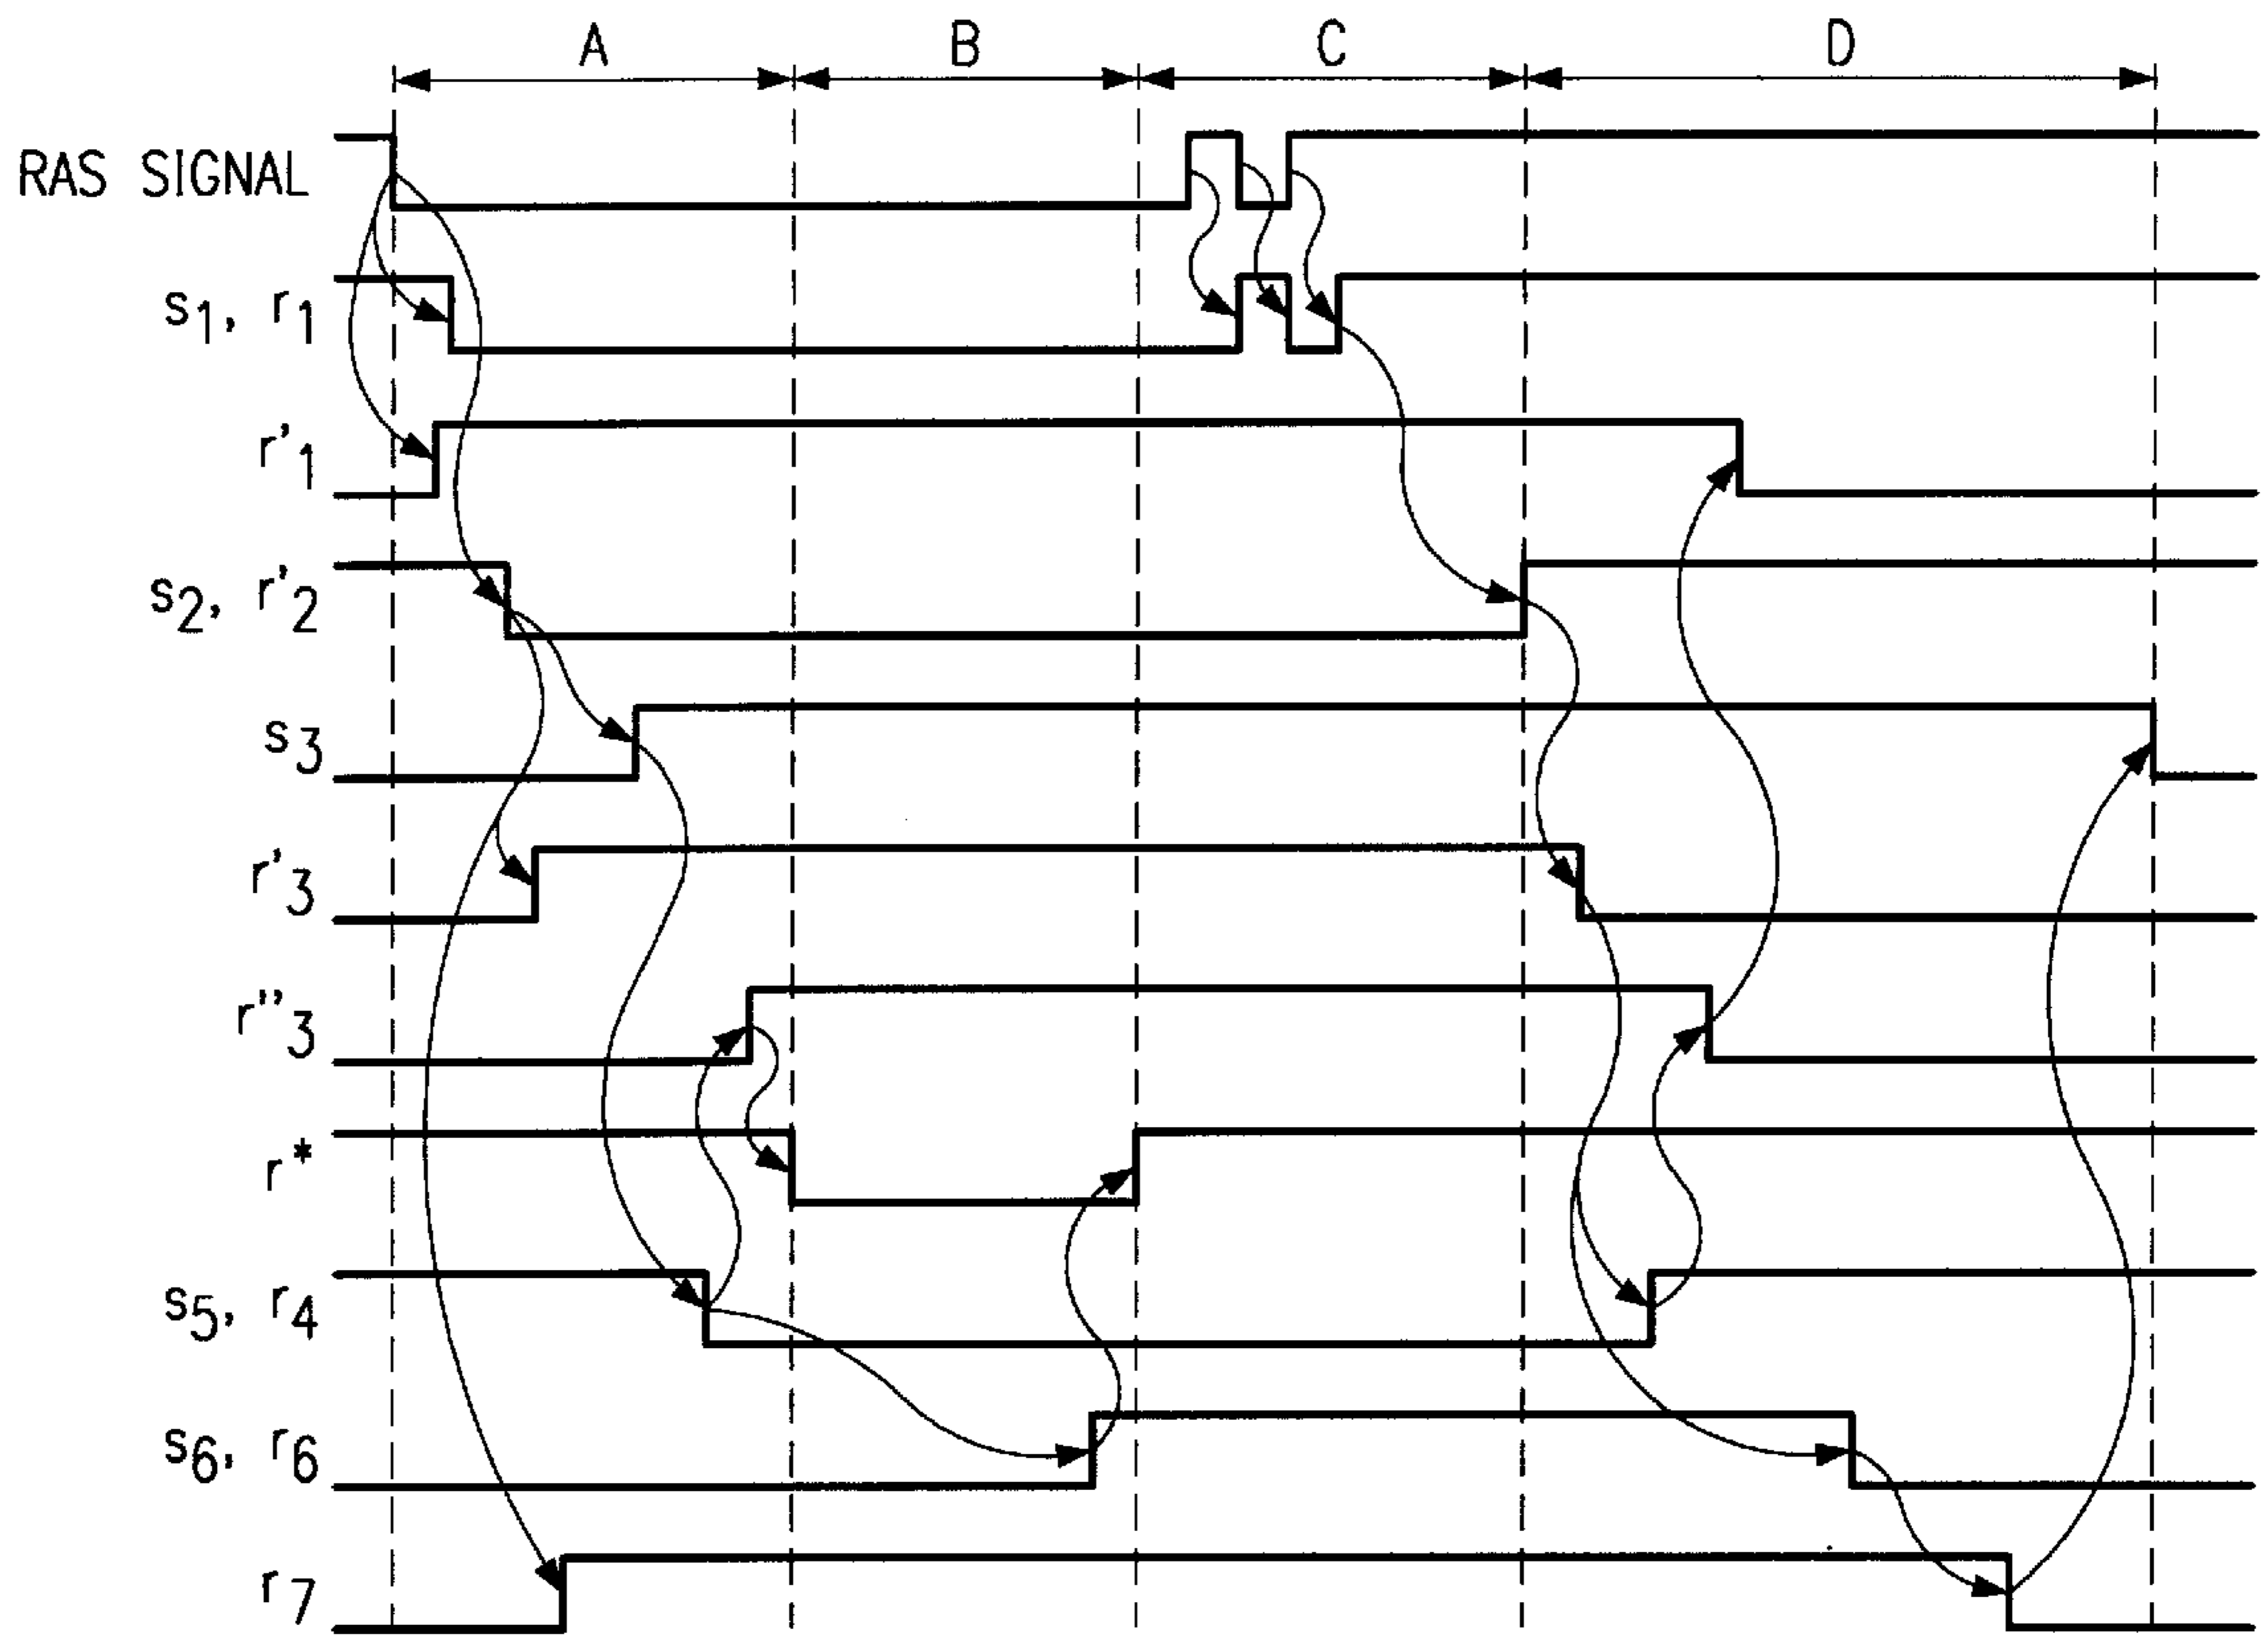 A B C D
RAS SIGNAL
s1, r1
r'1
s2, r'2
s3
r'3
r"3
r*
s5, r4
s6, r6
r7